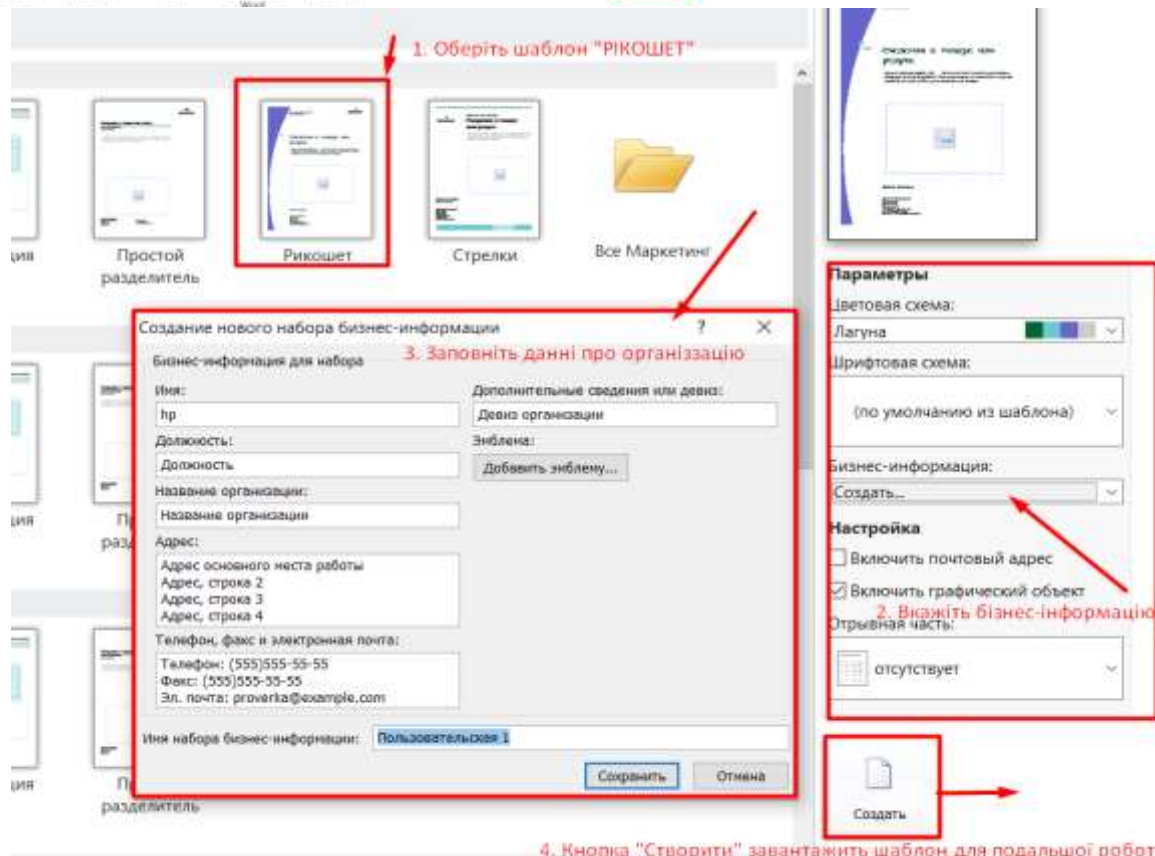 Word
1. Оберіть шаблон "РІКОШЕТ"
ция
Простой
разделитель
Рикошет
Стрелки
Все Маркетинг
Параметры
Цветовая схема:
Лагуна
Шрифтовая схема:
(по умолчанию из шаблона)
Бизнес-информация:
Создать...
Настройка
Включить почтовый адрес
Включить графический объект
2. Вкажіть бізнес-інформацію
Отрывная часть:
отсутствует
Создание нового набора бизнес-информации
? ×
3. Заповніть данні про організзацію
Бизнес-информация для набора
Имя:
Дополнительные сведения или девиз:
hp
Девиз организации
Должность:
Эмблема:
Должность
Добавить эмблему...
Название организации:
Название организации
Адрес:
Адрес основного места работы
Адрес, строка 2
Адрес, строка 3
Адрес, строка 4
Телефон, факс и электронная почта:
Телефон: (555)555-55-55
Факс: (555)555-55-55
Эл. почта: proverka@example.com
Имя набора бизнес-информации:
Пользовательская 1
Сохранить
Отмена
ция
разделитель
ция
Создать
4. Кнопка "Створити" завантажить шаблон для подальшої робот